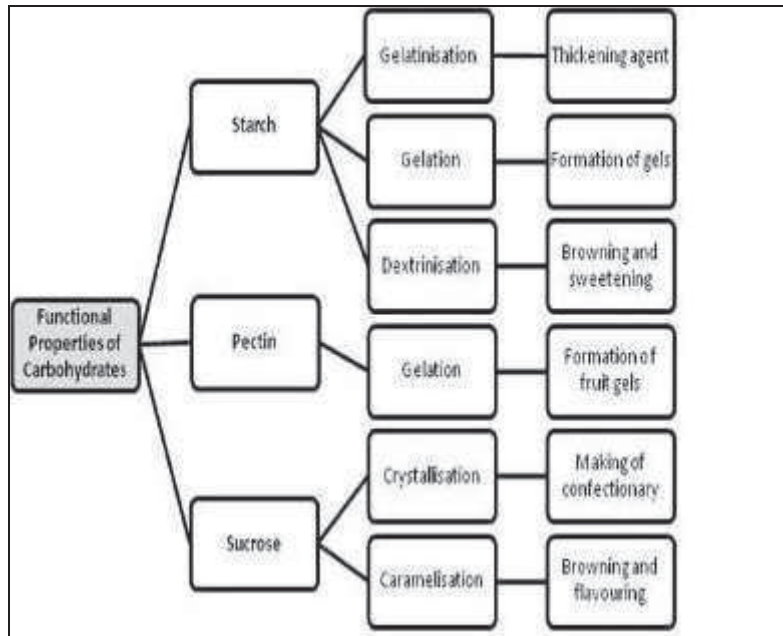 Functional
Properties of
Carbohydrates
Starch
Gelatinisation
Thickening agent
Gelation
Formation of gels
Dextrinisation
Browning and
sweetening
Pectin
Gelation
Formation of
fruit gels
Sucrose
Crystallisation
Making of
confectionary
Caramelisation
Browning and
flavouring